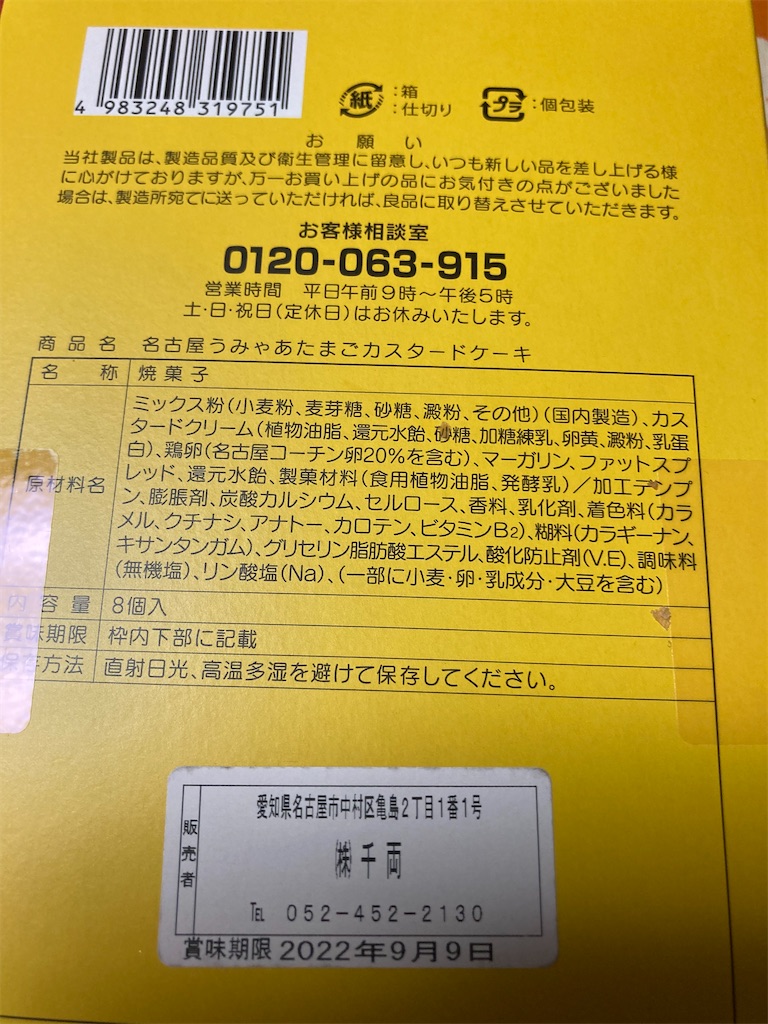 4 983248 319751
紙 :箱 :仕切り
プラ :個包装
お願い
当社製品は、製造品質及び衛生管理に留意し、いつも新しい品を差し上げる様
に心がけておりますが、万一お買い上げの品にお気付きの点がございました
場合は、製造所宛てに送っていただければ、良品に取り替えさせていただきます。
お客様相談室
0120-063-915
営業時間 平日午前9時～午後5時
土・日・祝日(定休日)はお休みいたします。
商品名 名古屋うみゃあたまごカスタードケーキ
名称 焼菓子
原材料名 ミックス粉(小麦粉、麦芽糖、砂糖、澱粉、その他)(国内製造)、カス
タードクリーム(植物油脂、還元水飴、砂糖、加糖練乳、卵黄、澱粉、乳蛋
白)、鶏卵(名古屋コーチン卵20%を含む)、マーガリン、ファットスプ
レッド、還元水飴、製菓材料(食用植物油脂、発酵乳)/加工デンプ
ン、膨脹剤、炭酸カルシウム、セルロース、香料、乳化剤、着色料(カラ
メル、クチナシ、アナトー、カロテン、ビタミンB2)、糊料(カラギーナン、
キサンタンガム)、グリセリン脂肪酸エステル、酸化防止剤(V.E)、調味料
(無機塩)、リン酸塩(Na)、(一部に小麦・卵・乳成分・大豆を含む)
内容量 8個入
賞味期限 枠内下部に記載
保存方法 直射日光、高温多湿を避けて保存してください。
販売者
愛知県名古屋市中村区亀島2丁目1番1号
㈱千両
TEL 052-452-2130
賞味期限 2022年9月9日